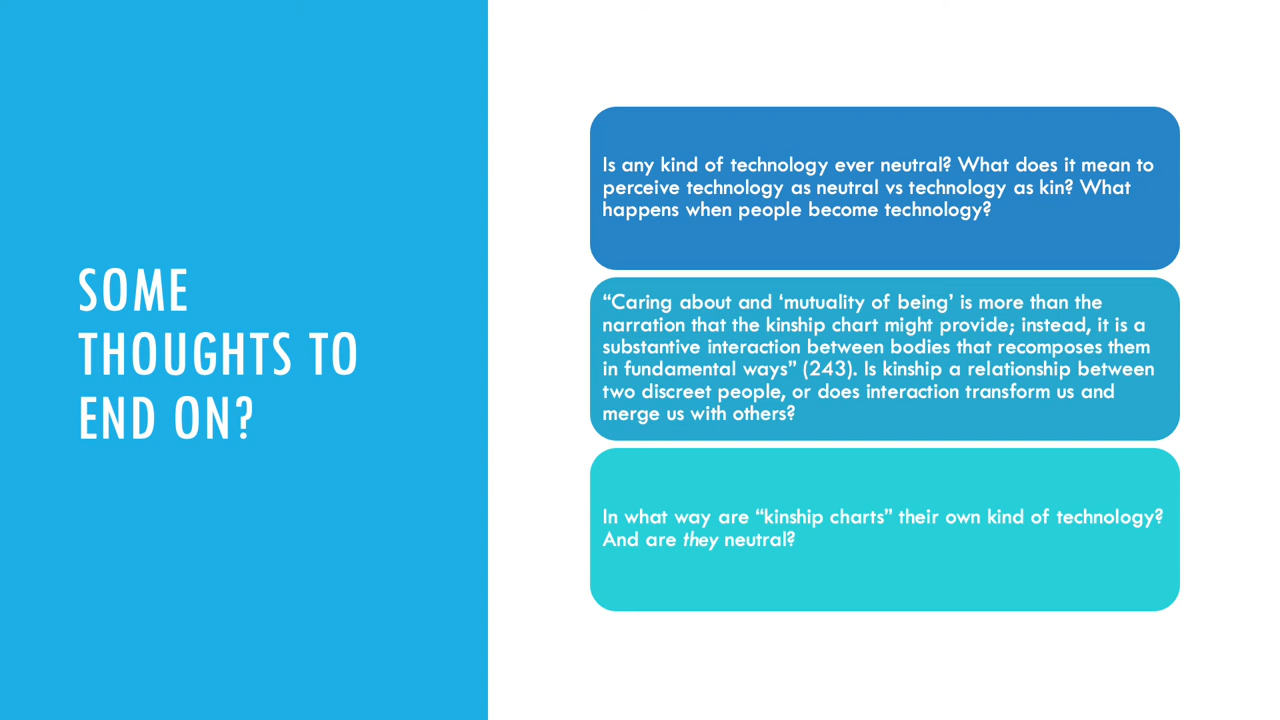 SOME
THOUGHTS TO
END ON?
Is any kind of technology ever neutral? What does it mean to
perceive technology as neutral vs technology as kin? What
happens when people become technology?
“Caring about and ‘mutuality of being’ is more than the
narration that the kinship chart might provide; instead, it is a
substantive interaction between bodies that recomposes them
in fundamental ways” (243). Is kinship a relationship between
two discreet people, or does interaction transform us and
merge us with others?
In what way are “kinship charts” their own kind of technology?
And are they neutral?